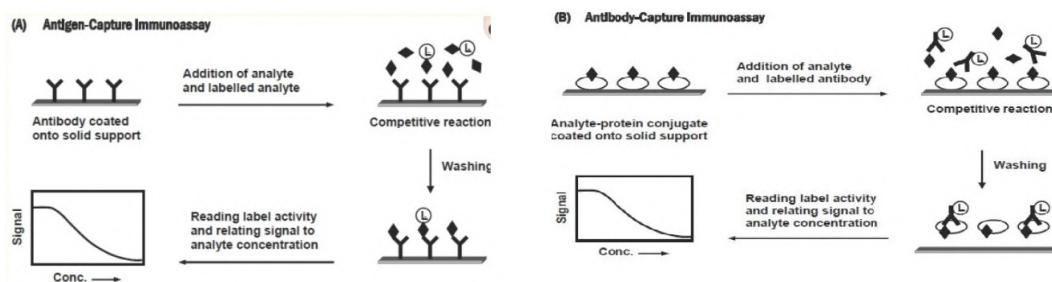 (A) Antigen-Capture Immunoassay
Addition of analyte
and labelled analyte
L
L
Antibody coated
onto solid support
Competitive reaction
Washing
L
Reading label activity
and relating signal to
analyte concentration
Signal
Conc.
(B) Antibody-Capture Immunoassay
Addition of analyte
and labelled antibody
L
L
L
Analyte-protein conjugate
coated onto solid support
Competitive reaction
Washing
L
L
Reading label activity
and relating signal to
analyte concentration
Signal
Conc.